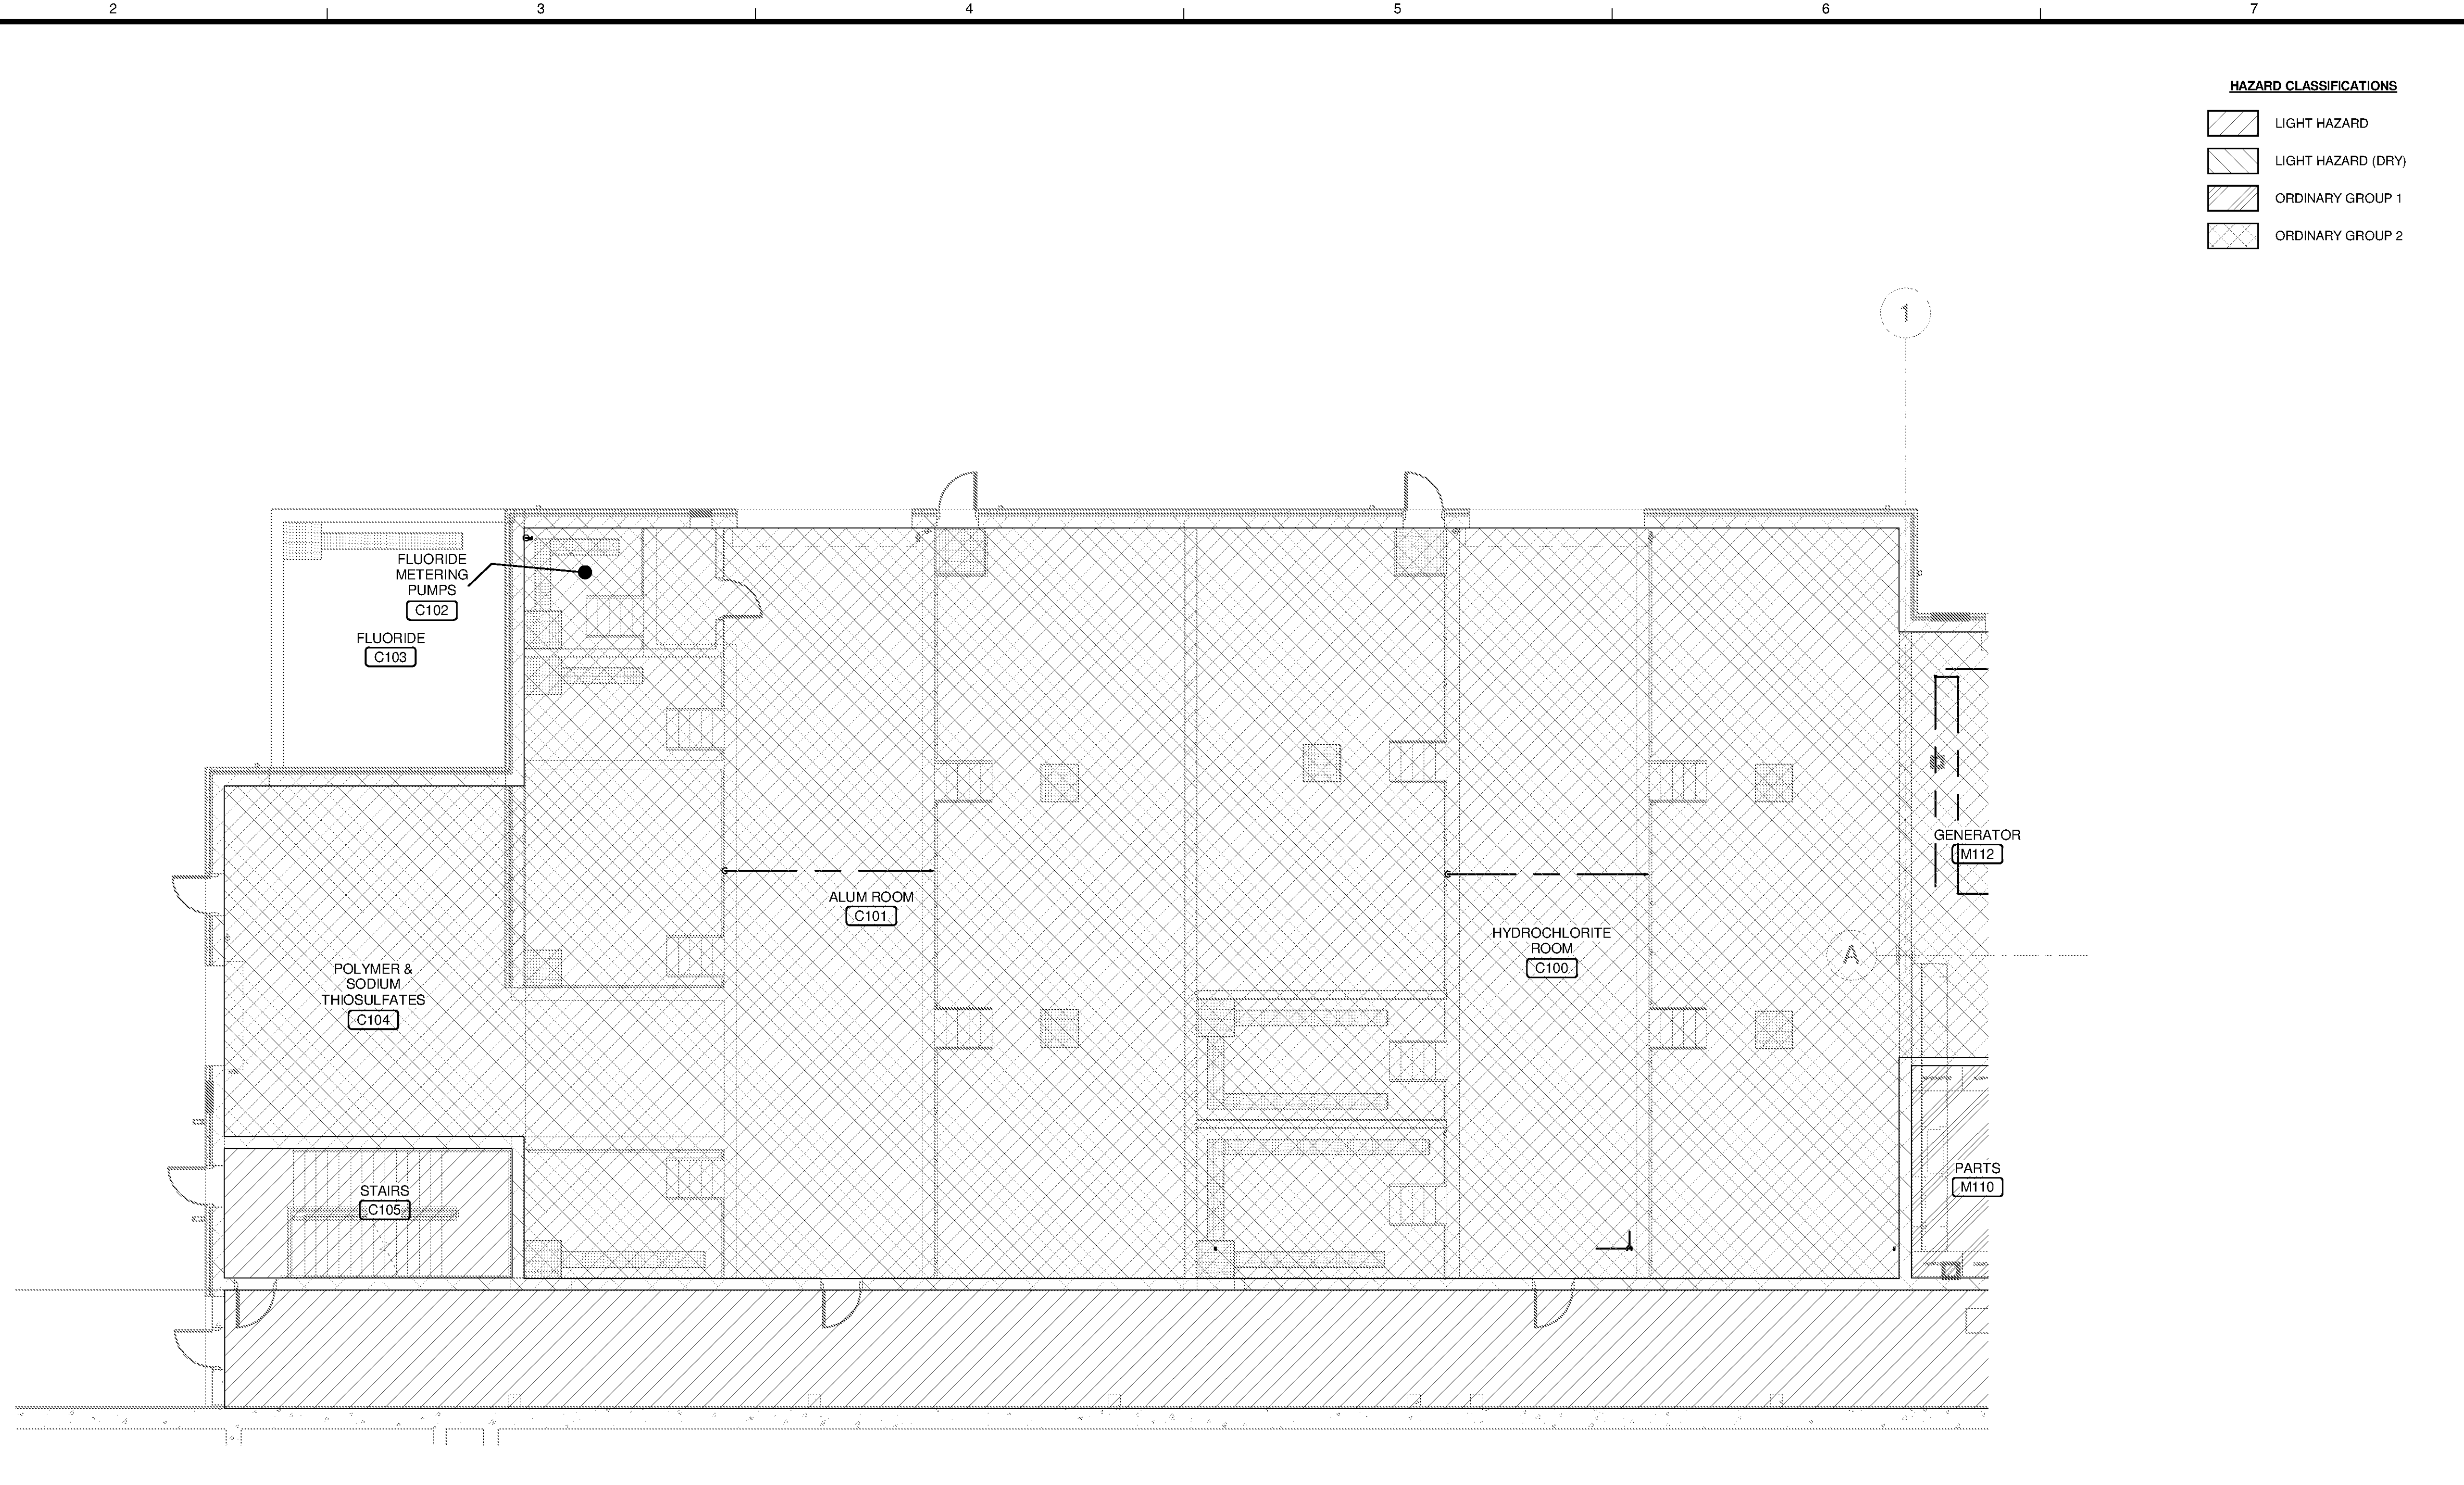 2 3 4 5 6 7
HAZARD CLASSIFICATIONS
LIGHT HAZARD
LIGHT HAZARD (DRY)
ORDINARY GROUP 1
ORDINARY GROUP 2
1
FLUORIDE
METERING
PUMPS
C102
FLUORIDE
C103
GENERATOR
M112
ALUM ROOM
C101
HYDROCHLORITE
ROOM
C100
A
POLYMER &
SODIUM
THIOSULFATES
C104
PARTS
M110
STAIRS
C105